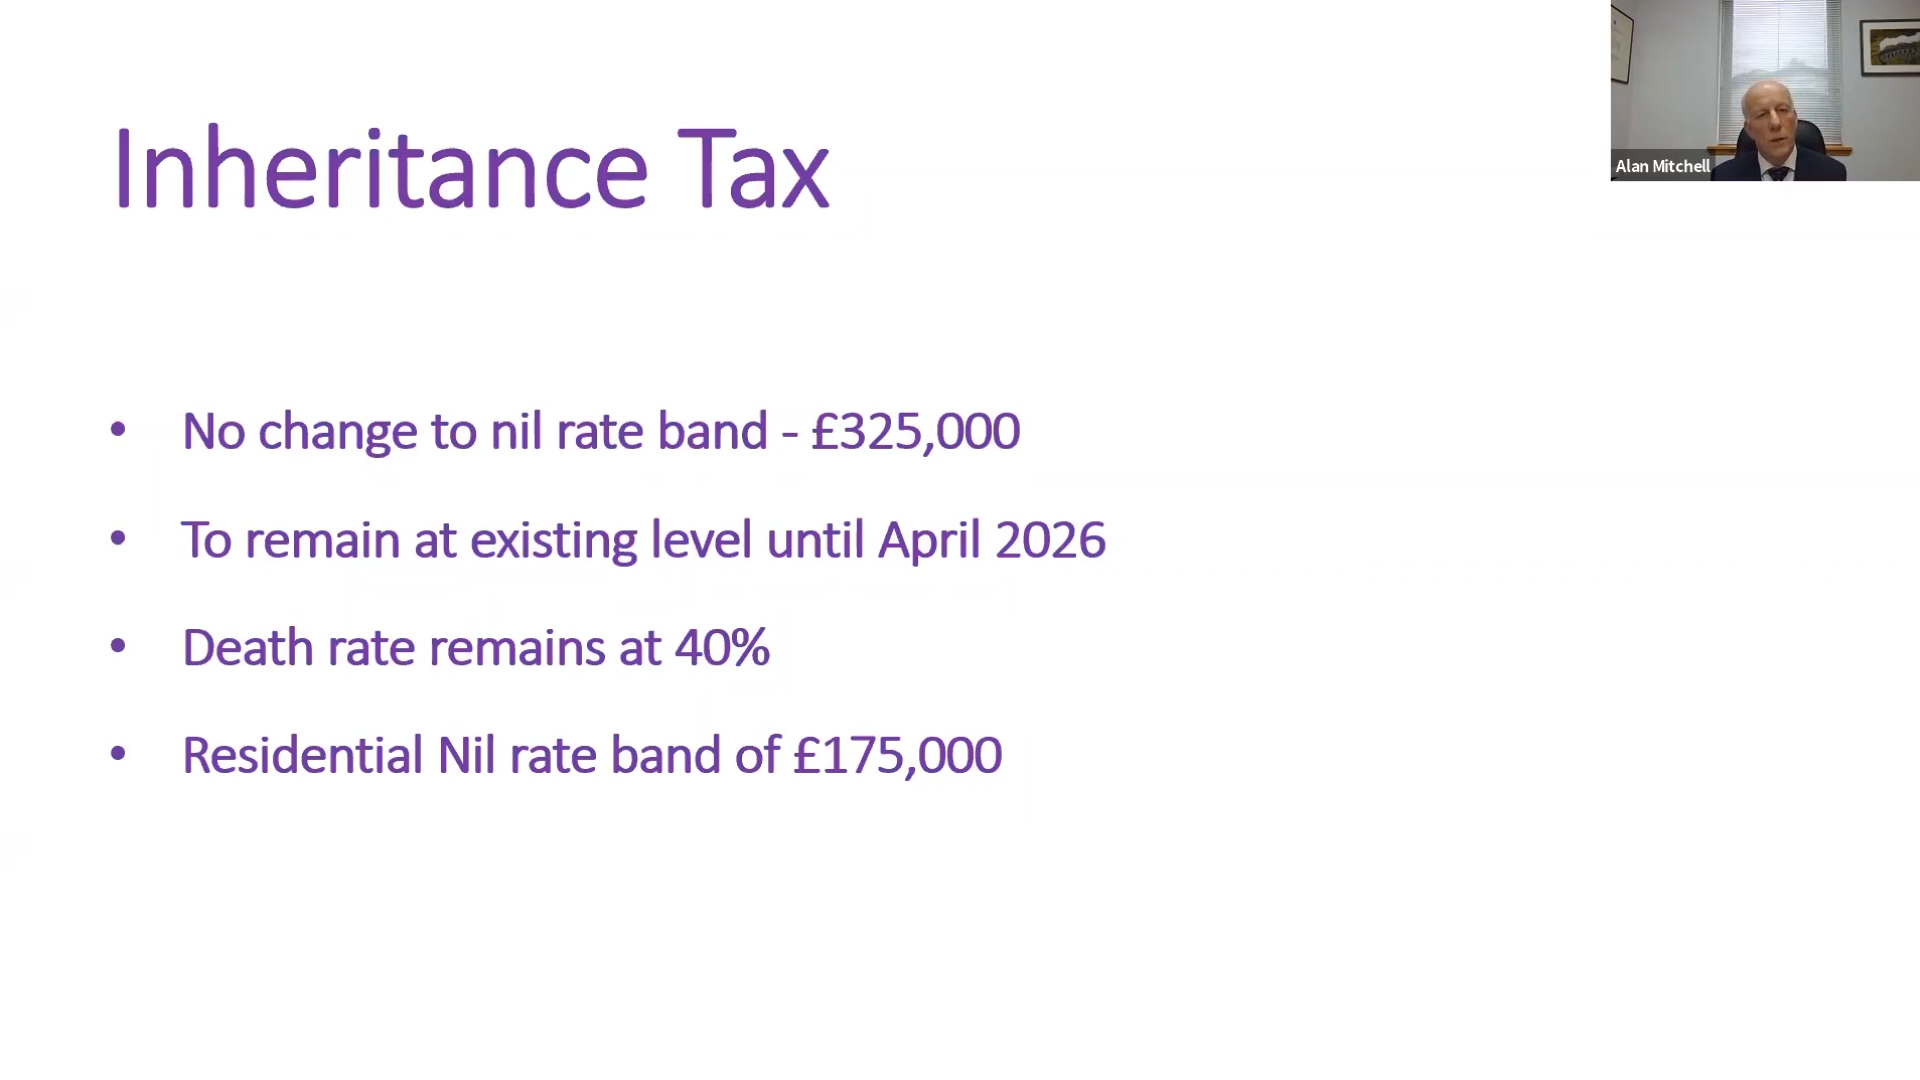 Inheritance Tax
Alan Mitchell
• No change to nil rate band - £325,000
• To remain at existing level until April 2026
• Death rate remains at 40%
• Residential Nil rate band of £175,000